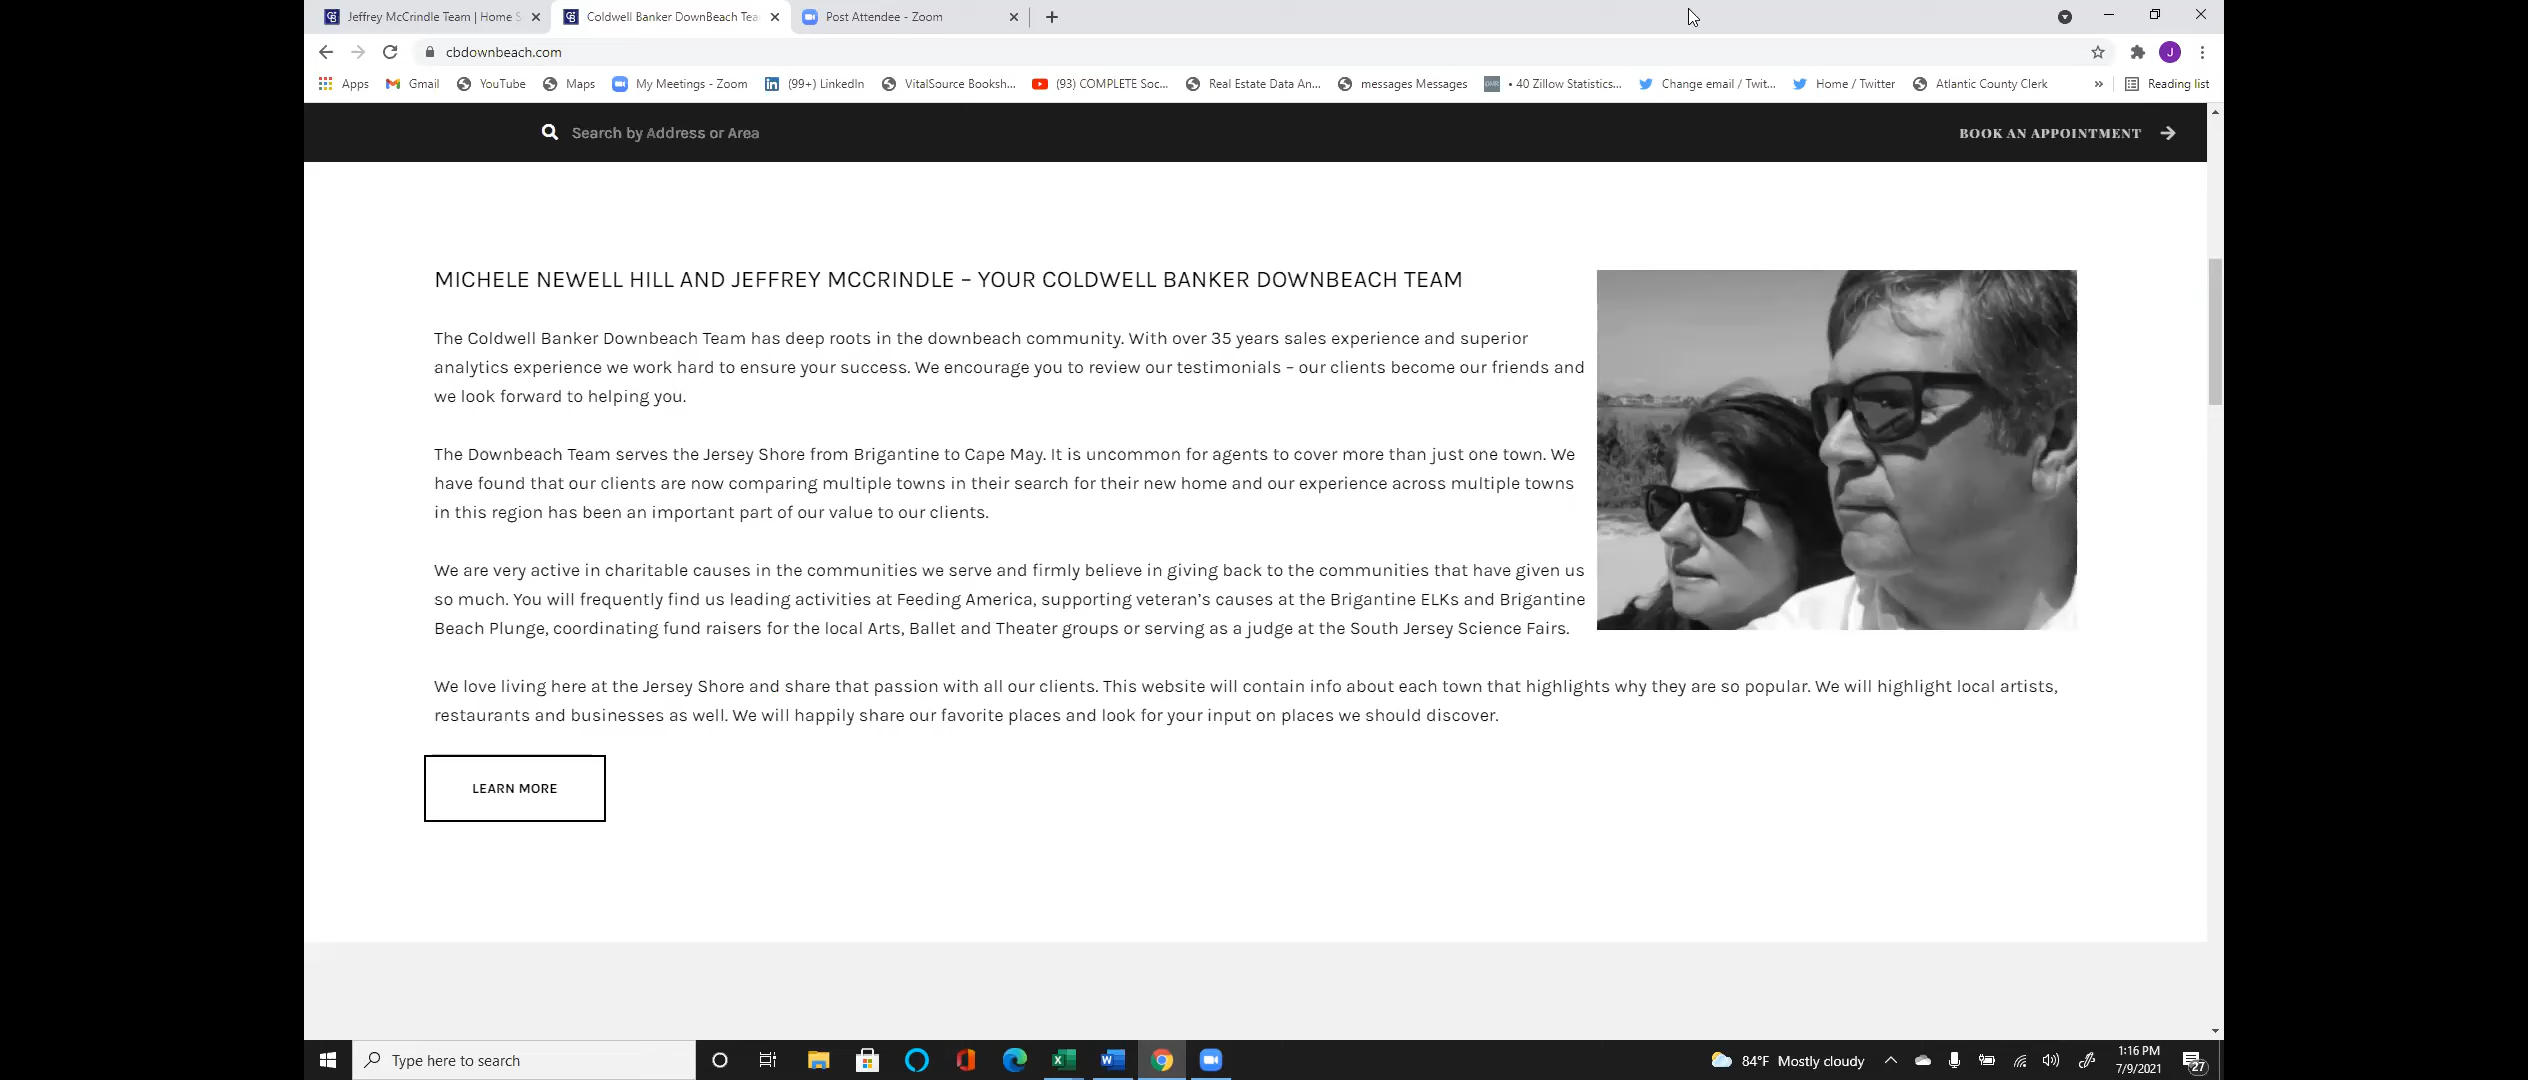 Jeffrey McCrindle Team | Home S
Coldwell Banker DownBeach Tea
Post Attendee - Zoom
cbdownbeach.com
J
Apps
Gmail
YouTube
Maps
My Meetings - Zoom
(99+) LinkedIn
VitalSource Booksh...
(93) COMPLETE Soc...
Real Estate Data An...
messages Messages
• 40 Zillow Statistics...
Change email / Twit...
Home / Twitter
Atlantic County Clerk
»
Reading list
Search by Address or Area
BOOK AN APPOINTMENT
MICHELE NEWELL HILL AND JEFFREY MCCRINDLE – YOUR COLDWELL BANKER DOWNBEACH TEAM
The Coldwell Banker Downbeach Team has deep roots in the downbeach community. With over 35 years sales experience and superior
analytics experience we work hard to ensure your success. We encourage you to review our testimonials – our clients become our friends and
we look forward to helping you.
The Downbeach Team serves the Jersey Shore from Brigantine to Cape May. It is uncommon for agents to cover more than just one town. We
have found that our clients are now comparing multiple towns in their search for their new home and our experience across multiple towns
in this region has been an important part of our value to our clients.
We are very active in charitable causes in the communities we serve and firmly believe in giving back to the communities that have given us
so much. You will frequently find us leading activities at Feeding America, supporting veteran's causes at the Brigantine ELKs and Brigantine
Beach Plunge, coordinating fund raisers for the local Arts, Ballet and Theater groups or serving as a judge at the South Jersey Science Fairs.
We love living here at the Jersey Shore and share that passion with all our clients. This website will contain info about each town that highlights why they are so popular. We will highlight local artists,
restaurants and businesses as well. We will happily share our favorite places and look for your input on places we should discover.
LEARN MORE
Type here to search
84°F Mostly cloudy
1:16 PM
7/9/2021
27